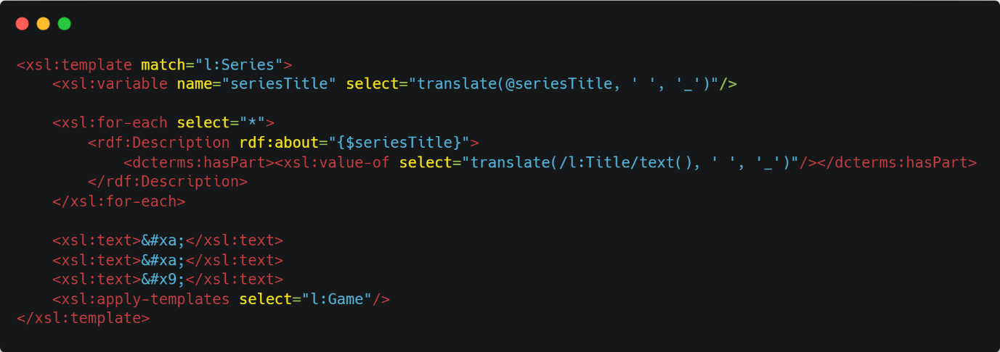 <xsl:template match="l:Series">
    <xsl:variable name="seriesTitle" select="translate(@seriesTitle, ' ', '_')"/>

    <xsl:for-each select="*">
        <rdf:Description rdf:about="{$seriesTitle}">
            <dcterms:hasPart><xsl:value-of select="translate(/l:Title/text(), ' ', '_')"/></dcterms:hasPart>
        </rdf:Description>
    </xsl:for-each>

    <xsl:text>&#xa;</xsl:text>
    <xsl:text>&#xa;</xsl:text>
    <xsl:text>&#x9;</xsl:text>
    <xsl:apply-templates select="l:Game"/>
</xsl:template>